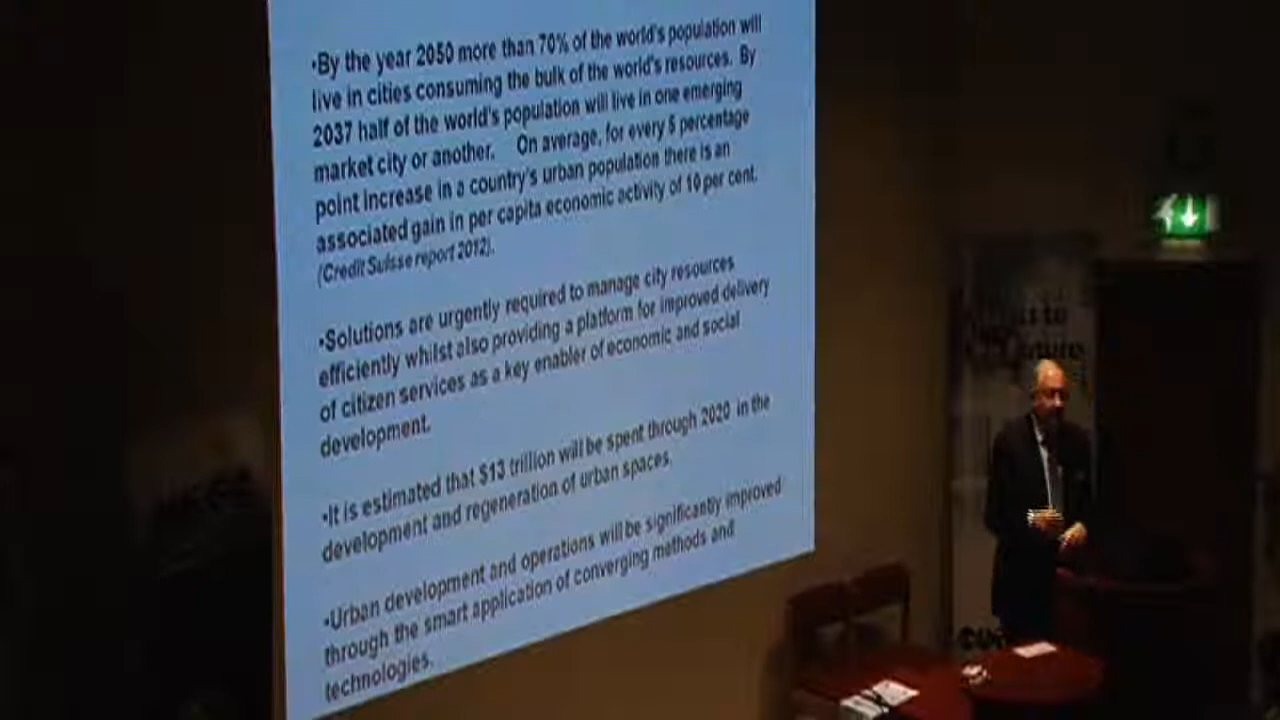 •By the year 2050 more than 70% of the world's population will
live in cities consuming the bulk of the world's resources. By
2037 half of the world's population will live in one emerging
market city or another. On average, for every 5 percentage
point increase in a country's urban population there is an
associated gain in per capita economic activity of 10 per cent.
(Credit Suisse report 2012).
•Solutions are urgently required to manage city resources
efficiently whilst also providing a platform for improved delivery
of citizen services as a key enabler of economic and social
development.
•It is estimated that $13 trillion will be spent through 2020 in the
development and regeneration of urban spaces.
•Urban development and operations will be significantly improved
through the smart application of converging methods and
technologies.
to